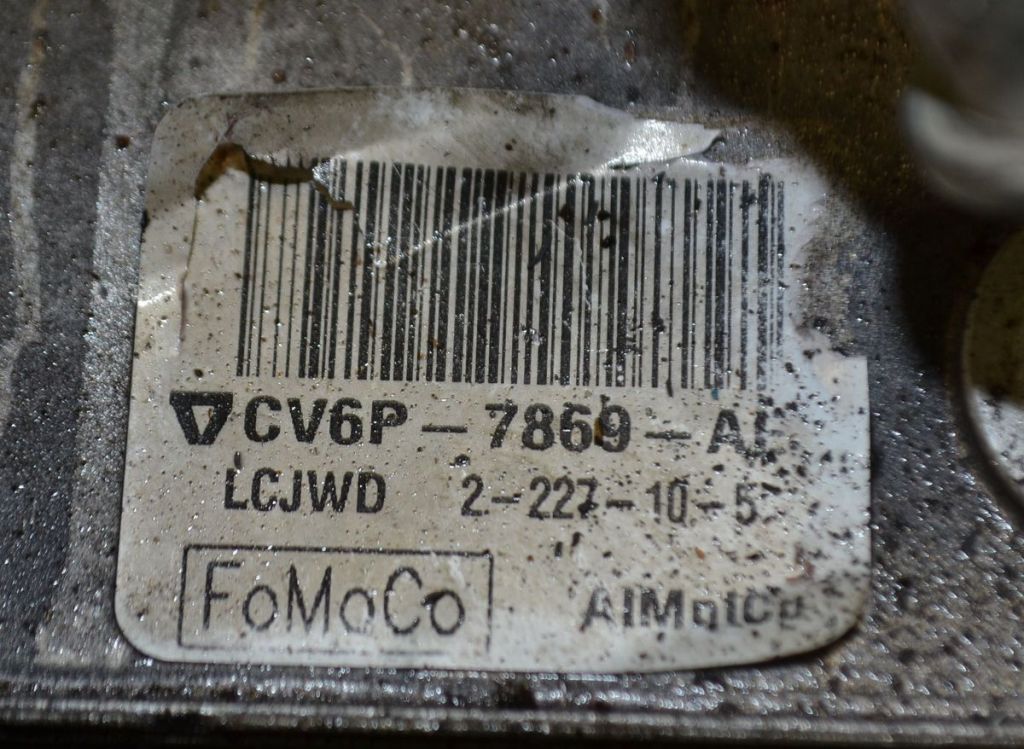 CV6P - 7869 -
LCJWD 2-227-10-5
FoMoCo